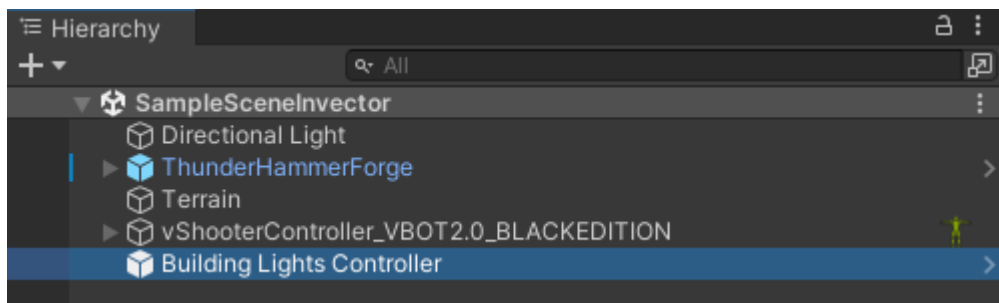 Hierarchy
All
SampleSceneInvector
Directional Light
ThunderHammerForge
Terrain
vShooterController_VBOT2.0_BLACKEDITION
Building Lights Controller